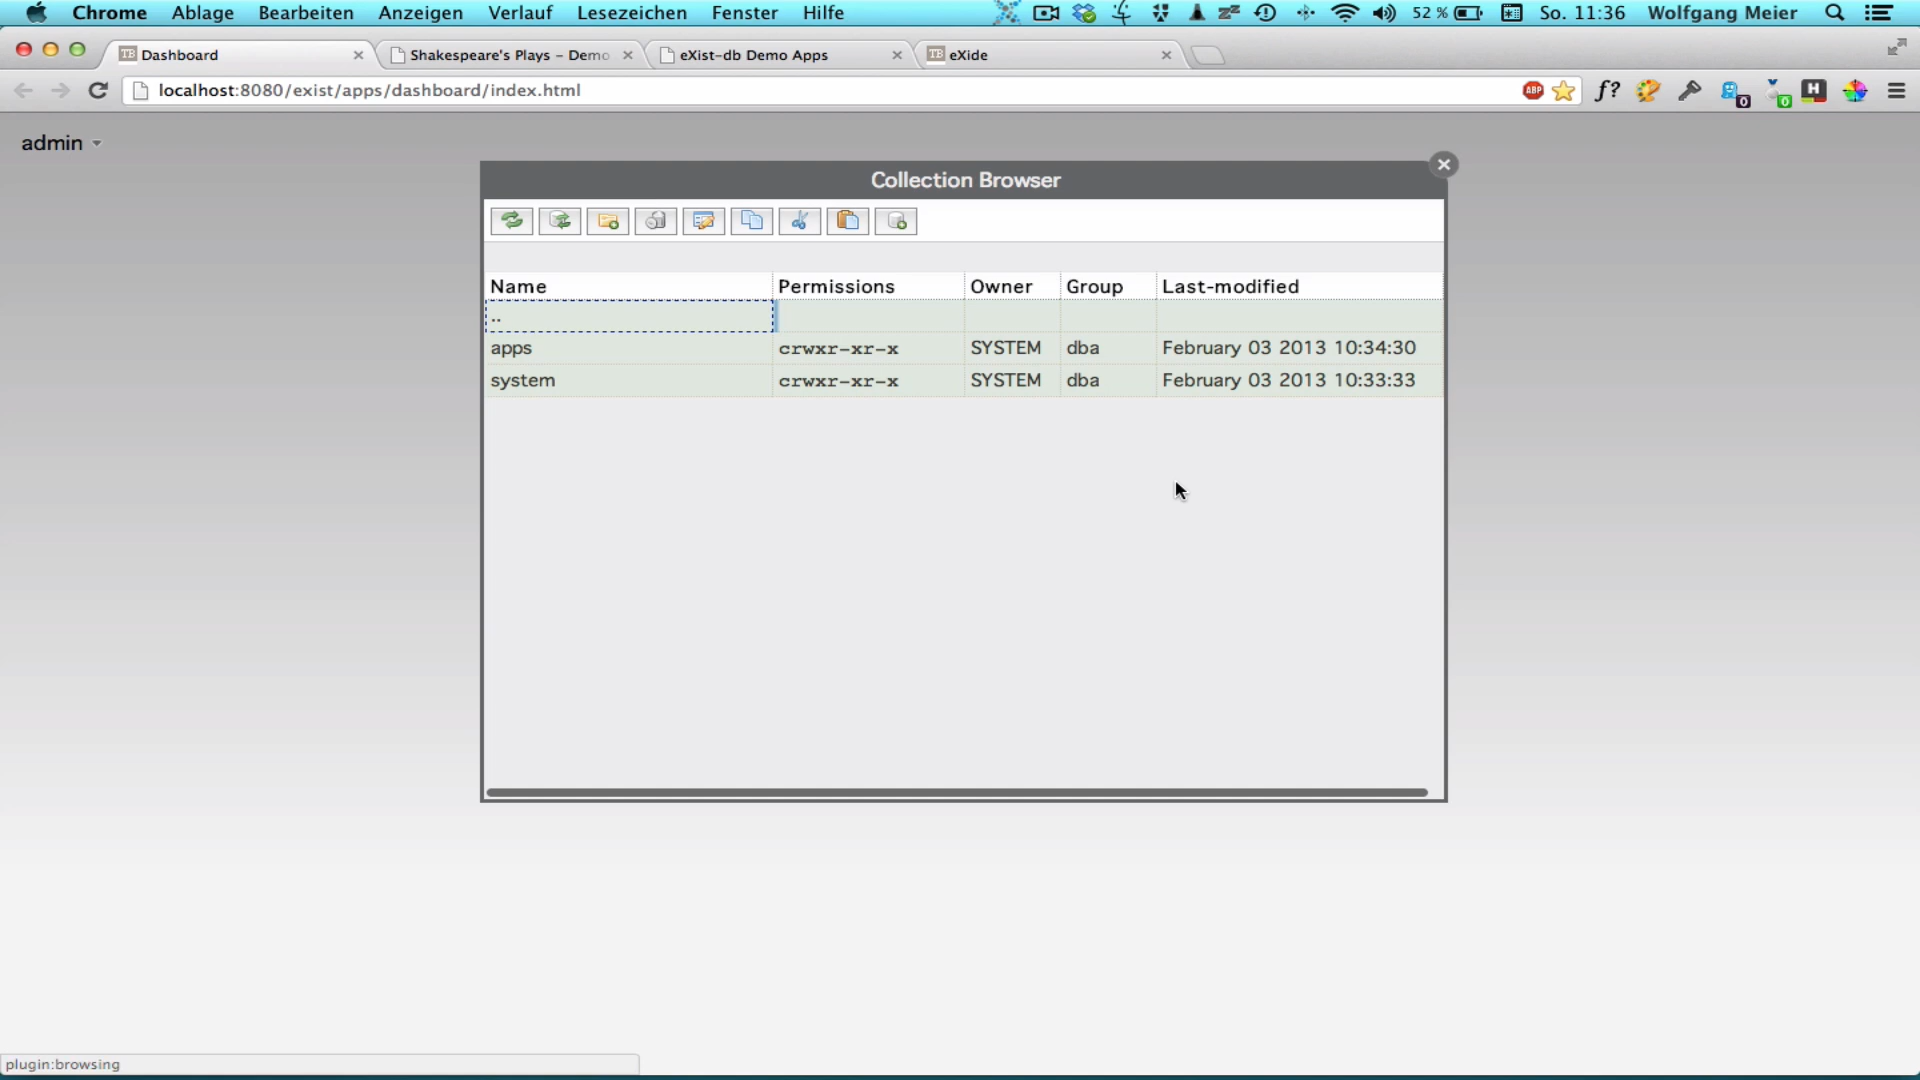 Chrome Ablage Bearbeiten Anzeigen Verlauf Lesezeichen Fenster Hilfe 52 % So. 11:36 Wolfgang Meier
Dashboard Shakespeare's Plays – Demo eXist-db Demo Apps eXide
localhost:8080/exist/apps/dashboard/index.html ABP f? 0 0 H
admin
Collection Browser
Name Permissions Owner Group Last-modified
..
apps crwxr-xr-x SYSTEM dba February 03 2013 10:34:30
system crwxr-xr-x SYSTEM dba February 03 2013 10:33:33
plugin:browsing